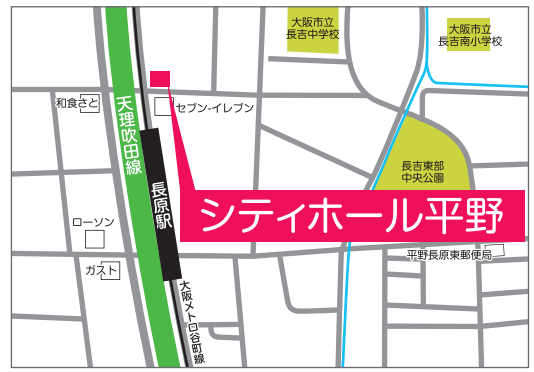 大阪市立
長吉中学校
大阪市立
長吉南小学校
和食さと
セブン-イレブン
天理吹田線
長原駅
長吉東部
中央公園
シティホール平野
ローソン
ガスト
平野長原東郵便局
大阪メトロ谷町線